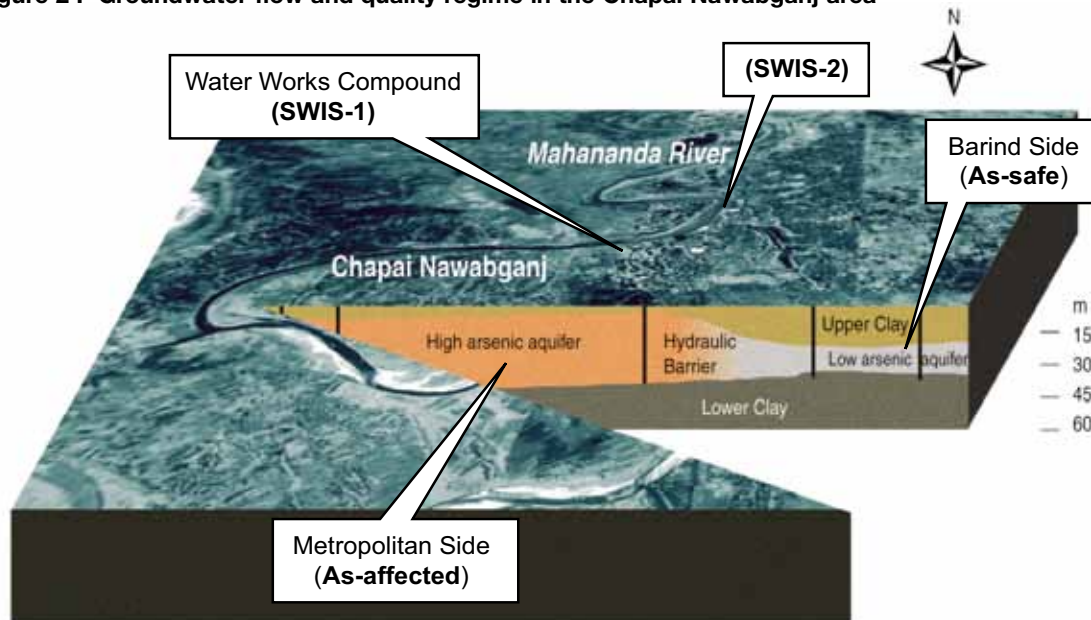 Figure 24 Groundwater flow and quality regime in the Chapai Nawabganj area
N
Water Works Compound
(SWIS-1)
(SWIS-2)
Barind Side
(As-safe)
Mahananda River
Chapai Nawabganj
m
15
30
45
60
High arsenic aquifer
Hydraulic
Barrier
Upper Clay
Low arsenic aquifer
Lower Clay
Metropolitan Side
(As-affected)